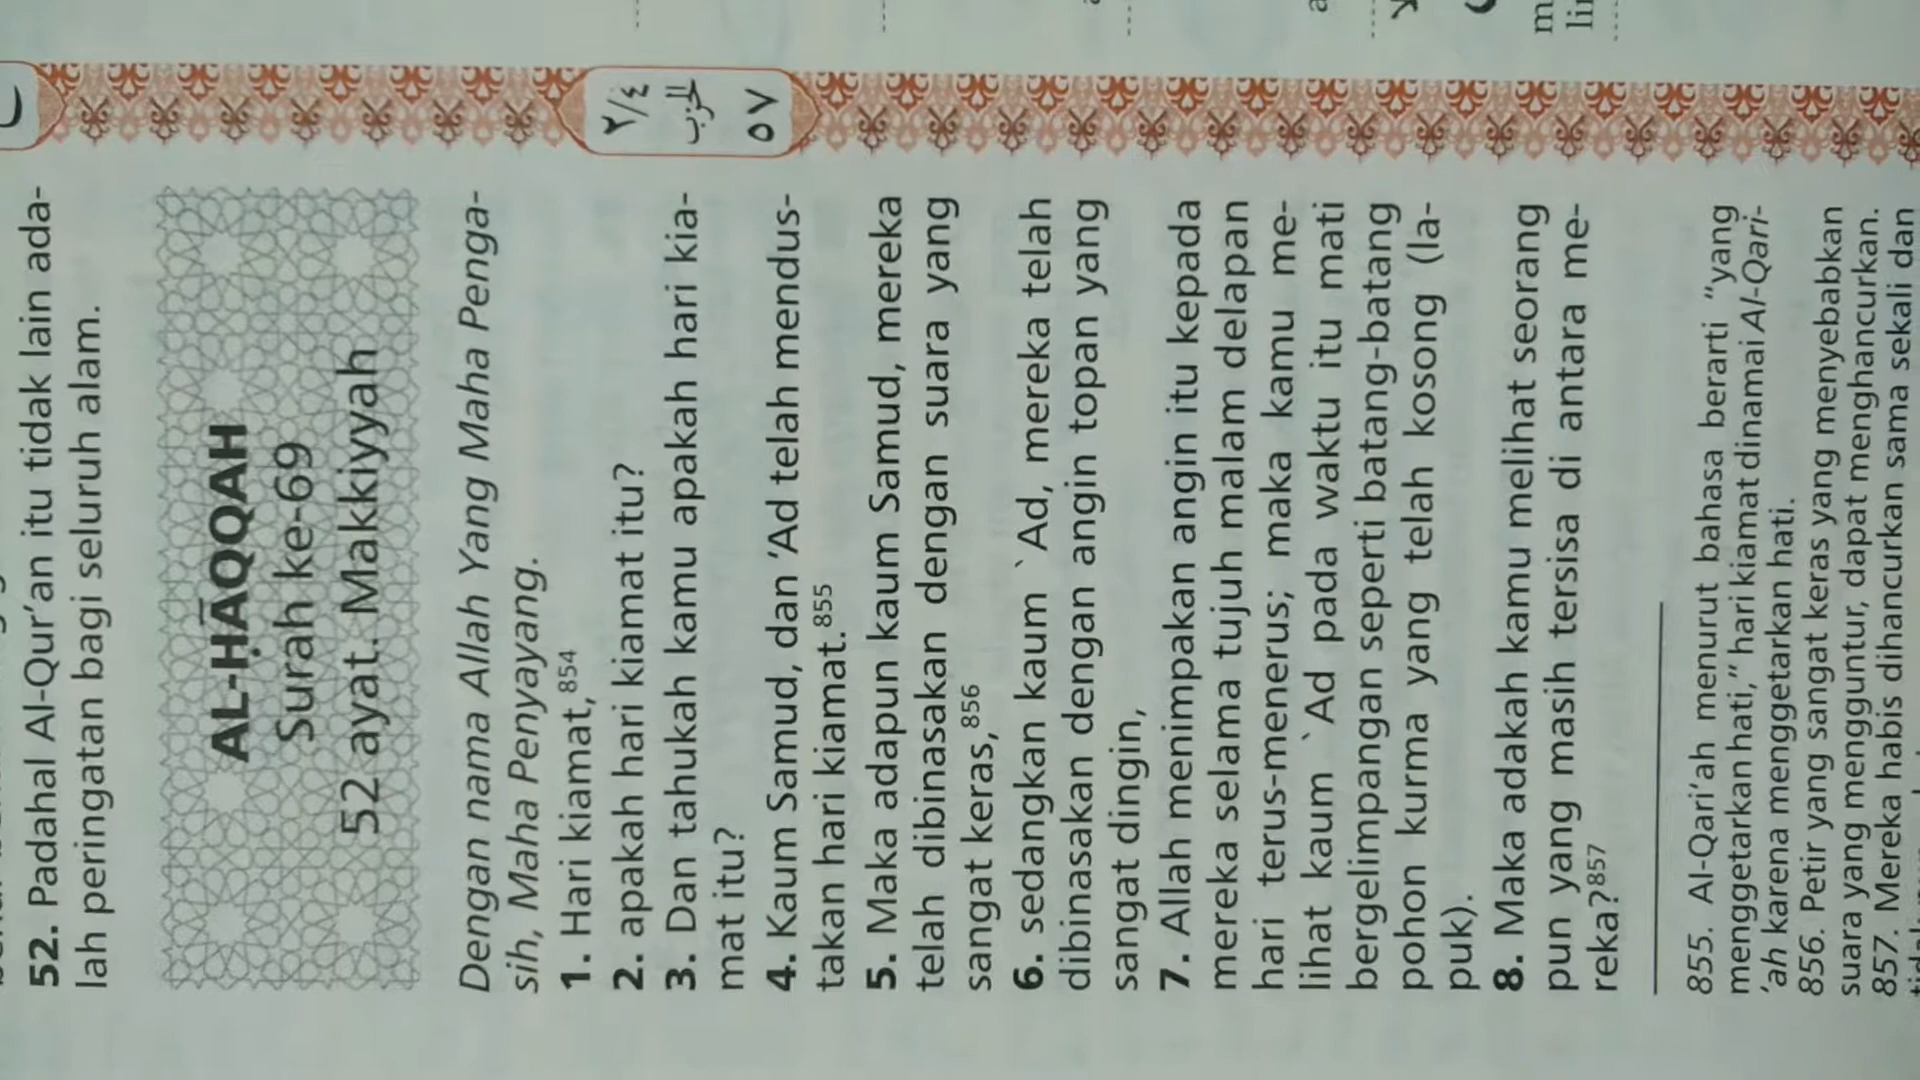 52. Padahal Al-Qur'an itu tidak lain ada-
lah peringatan bagi seluruh alam.
AL-ḤĀQQAH
Surah ke-69
52 ayat. Makkiyyah
Dengan nama Allah Yang Maha Penga-
sih, Maha Penyayang.
1. Hari kiamat,854
2. apakah hari kiamat itu?
3. Dan tahukah kamu apakah hari kia-
mat itu?
4. Kaum Samud, dan 'Ad telah mendus-
takan hari kiamat.855
5. Maka adapun kaum Samud, mereka
telah dibinasakan dengan suara yang
sangat keras,856
6. sedangkan kaum `Ad, mereka telah
dibinasakan dengan angin topan yang
sangat dingin,
7. Allah menimpakan angin itu kepada
mereka selama tujuh malam delapan
hari terus-menerus; maka kamu me-
lihat kaum `Ad pada waktu itu mati
bergelimpangan seperti batang-batang
pohon kurma yang telah kosong (la-
puk).
8. Maka adakah kamu melihat seorang
pun yang masih tersisa di antara me-
reka?857
855. Al-Qari'ah menurut bahasa berarti "yang
menggetarkan hati," hari kiamat dinamai Al-Qari-
'ah karena menggetarkan hati.
856. Petir yang sangat keras yang menyebabkan
suara yang mengguntur, dapat menghancurkan.
857. Mereka habis dihancurkan sama sekali dan
٢/٤
الحزب
٥٧